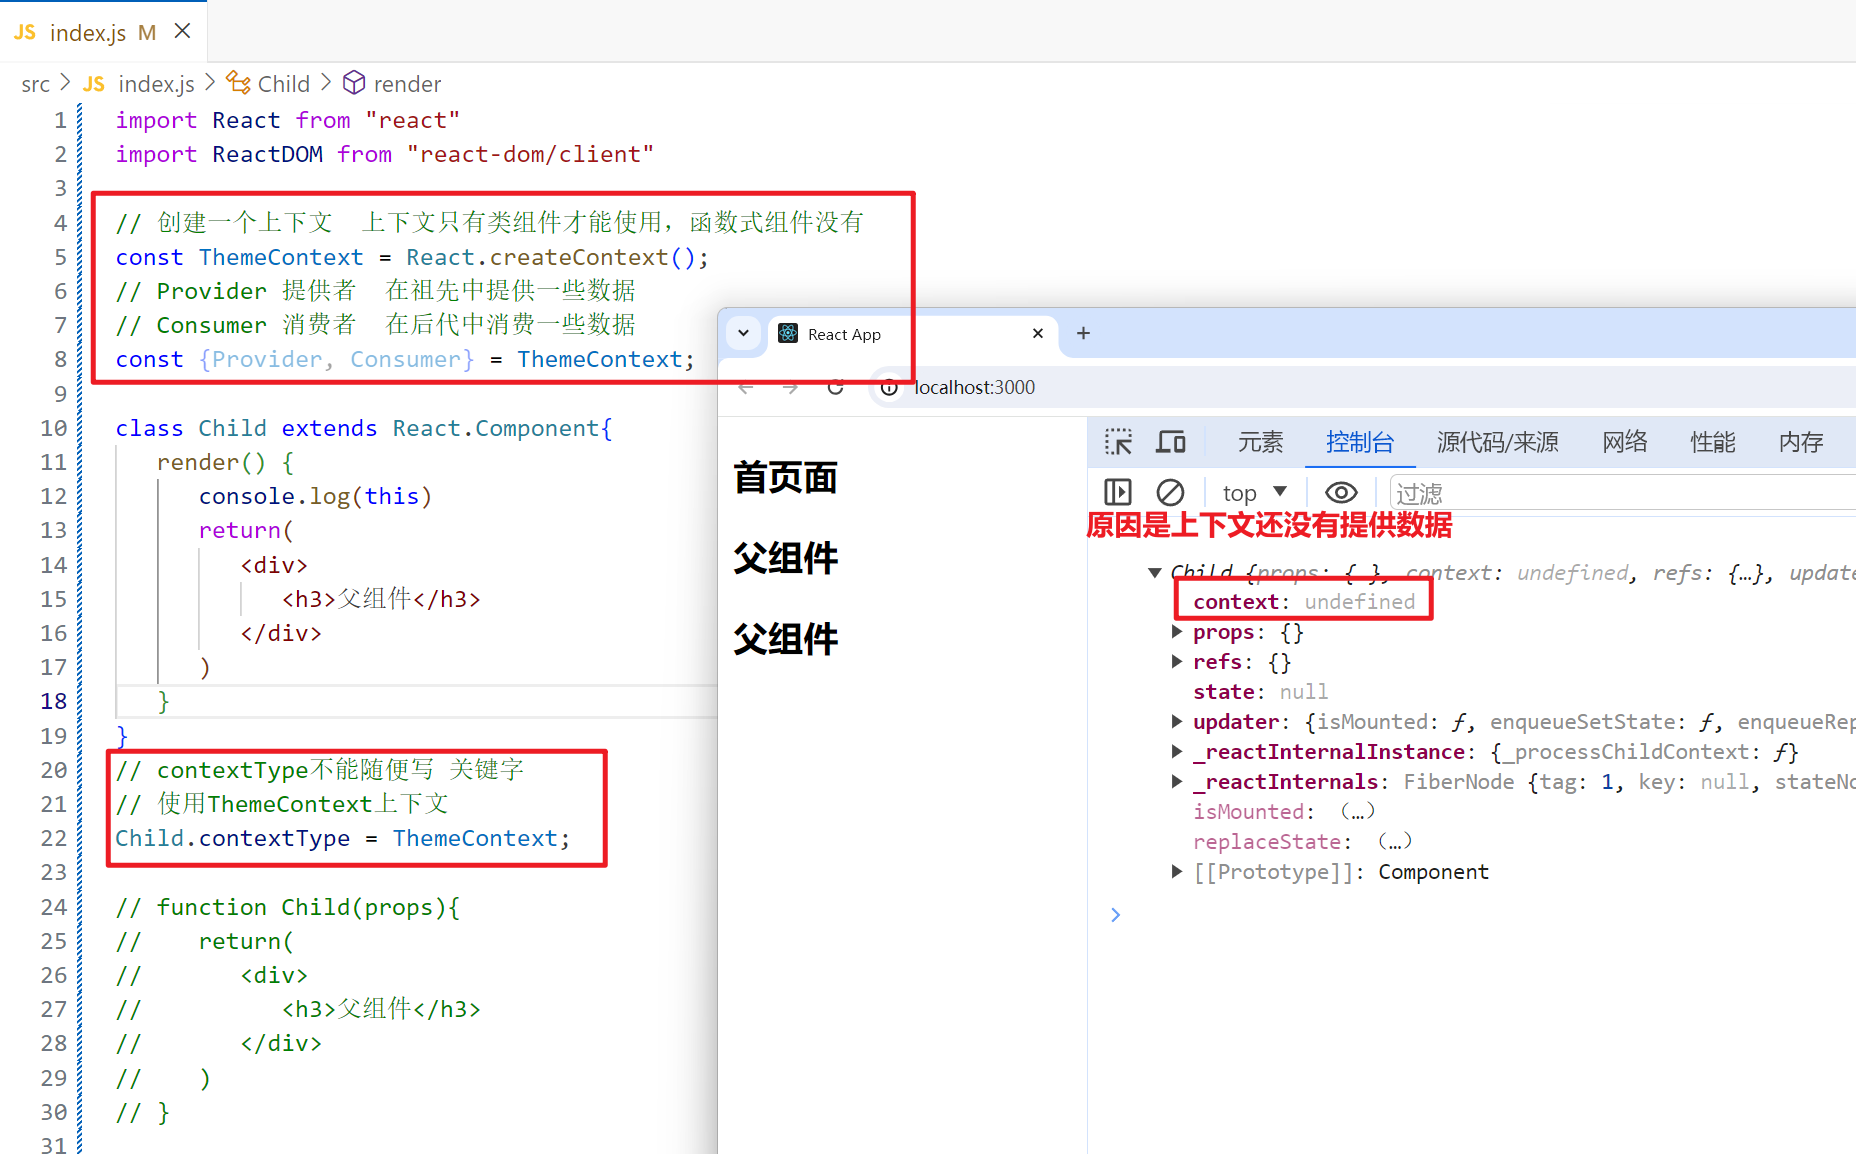 JS index.js M
src > JS index.js > Child > render
1 import React from "react"
2 import ReactDOM from "react-dom/client"
3
4 // 创建一个上下文 上下文只有类组件才能使用，函数式组件没有
5 const ThemeContext = React.createContext();
6 // Provider 提供者 在祖先中提供一些数据
7 // Consumer 消费者 在后代中消费一些数据
8 const {Provider, Consumer} = ThemeContext;
9
10 class Child extends React.Component{
11 render() {
12 console.log(this)
13 return(
14 <div>
15 <h3>父组件</h3>
16 </div>
17 )
18 }
19 }
20 // contextType不能随便写 关键字
21 // 使用ThemeContext上下文
22 Child.contextType = ThemeContext;
23
24 // function Child(props){
25 // return(
26 // <div>
27 // <h3>父组件</h3>
28 // </div>
29 // )
30 // }
31
React App
localhost:3000
首页面
父组件
父组件
元素 控制台 源代码/来源 网络 性能 内存
top 过滤
原因是上下文还没有提供数据
Child {props: {…}, context: undefined, refs: {…}, update
context: undefined
props: {}
refs: {}
state: null
updater: {isMounted: ƒ, enqueueSetState: ƒ, enqueueRep
_reactInternalInstance: {_processChildContext: ƒ}
_reactInternals: FiberNode {tag: 1, key: null, stateNo
isMounted: (…)
replaceState: (…)
[[Prototype]]: Component